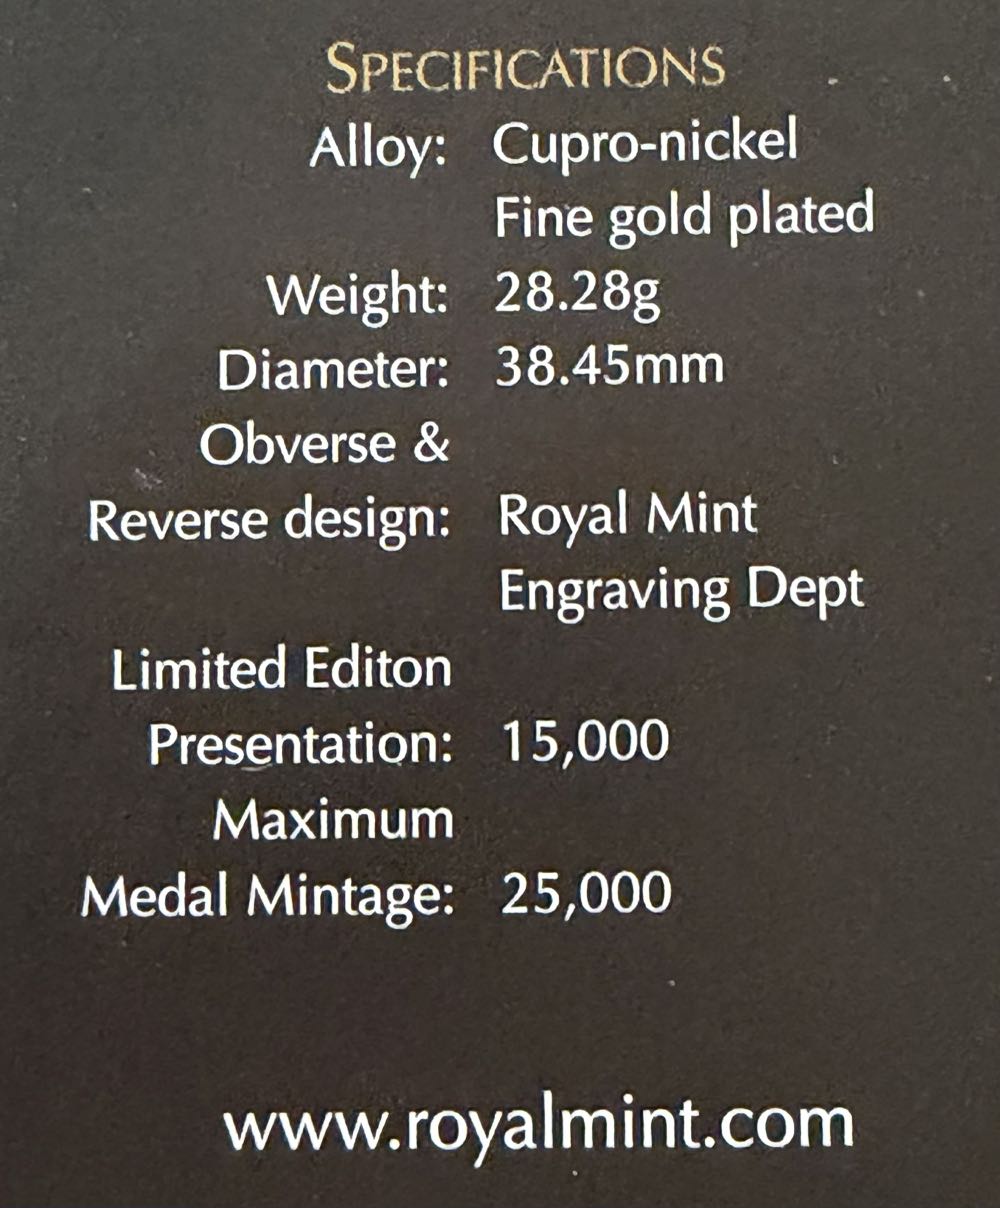 SPECIFICATIONS
Alloy: Cupro-nickel
Fine gold plated
Weight: 28.28g
Diameter: 38.45mm
Obverse &
Reverse design: Royal Mint
Engraving Dept
Limited Editon
Presentation: 15,000
Maximum
Medal Mintage: 25,000
www.royalmint.com